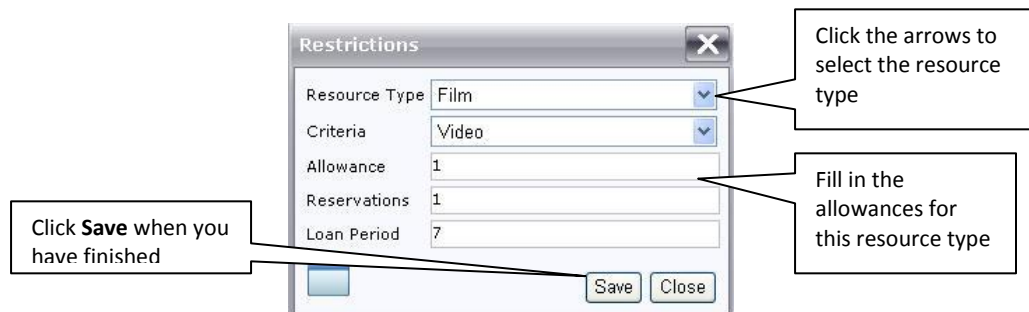 Restrictions
Resource Type Film
Criteria Video
Allowance 1
Reservations 1
Loan Period 7
Save Close
Click the arrows to
select the resource
type
Fill in the
allowances for
this resource type
Click Save when you
have finished